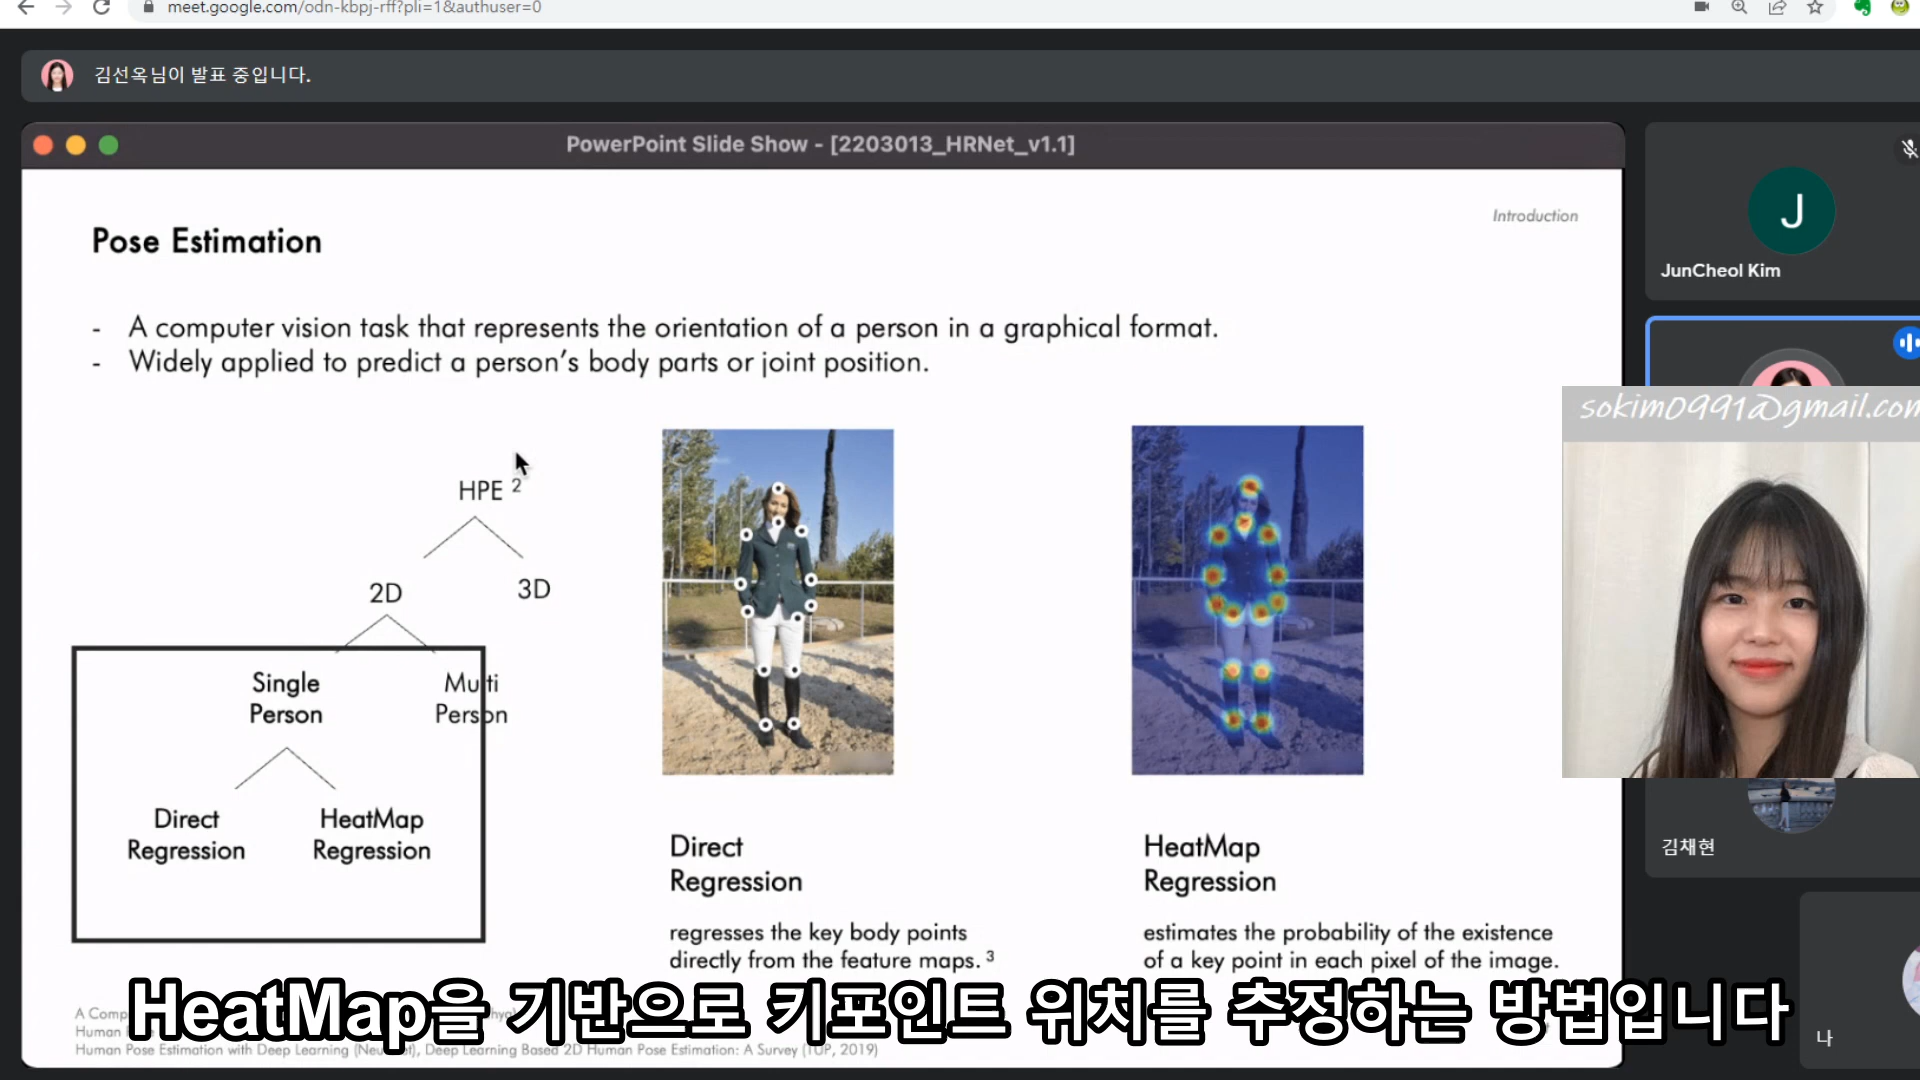 meet.google.com/odn-kbpj-rff?pli=1&authuser=0
김선옥님이 발표 중입니다.
PowerPoint Slide Show - [2203013_HRNet_v1.1]
Introduction
Pose Estimation
- A computer vision task that represents the orientation of a person in a graphical format.
- Widely applied to predict a person's body parts or joint position.
HPE 2
2D
3D
Single
Person
Multi
Person
Direct
Regression
HeatMap
Regression
Direct
Regression
regresses the key body points
directly from the feature maps. 3
HeatMap
Regression
estimates the probability of the existence
of a key point in each pixel of the image.
A Comp
Human
Human Pose Estimation with Deep Learning
Deep Learning Based 2D Human Pose Estimation: A Survey (TUP, 2019)
HeatMap을 기반으로 키포인트 위치를 추정하는 방법입니다
J
JunCheol Kim
sokim0991@gmail.com
김채현
나